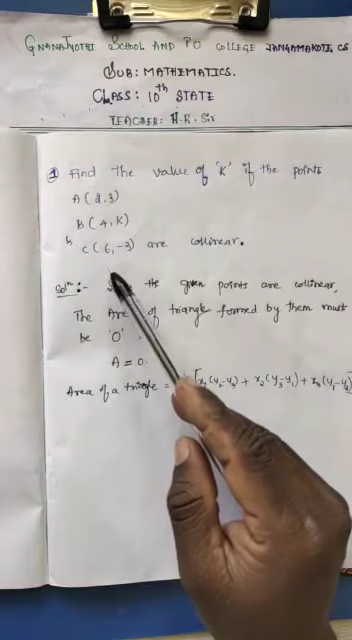 GNANAJYOTHI SCHOOL AND PU COLLEGE JANGAMAKOTE, CS
SUB: MATHEMATICS.
CLASS: 10th STATE
TEACHER: H.R. Sir
① Find the value of 'K' if the points
A(2,3)
B(4,K)
C(6,-3) are collinear.
Solⁿ:- the given points are collinear,
The Area of triangle formed by them must
be '0'
A = 0.
Area of a triangle = [x₁(y₂-y₃) + x₂(y₃-y₁) + x₃(y₁-y₂)